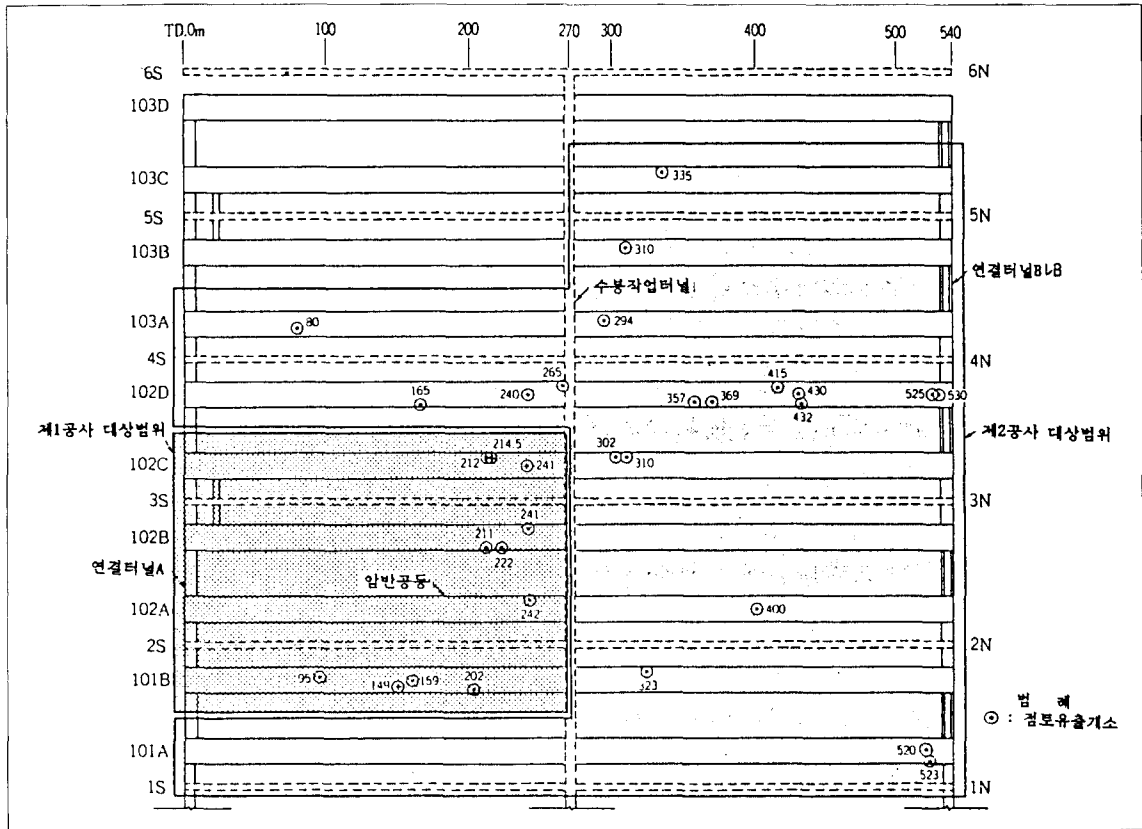 TD.0m 100 200 270 300 400 500 540
6S 6N
103D
103C 335
5S 5N
103B 310
연결터널B1B
수봉작업터널
103A 80 294
4S 4N
265 415
102D 165 240 357 369 430 525 530
432
제1공사 대상범위 제2공사 대상범위
214.5 302
102C 212 241 310
3S 3N
241
102B 211
222
연결터널A 암반공동
102A 242 400
2S 2N
101B 95 149 159 202 323
범 례
⊙ : 점토유출개소
101A 520
523
1S 1N